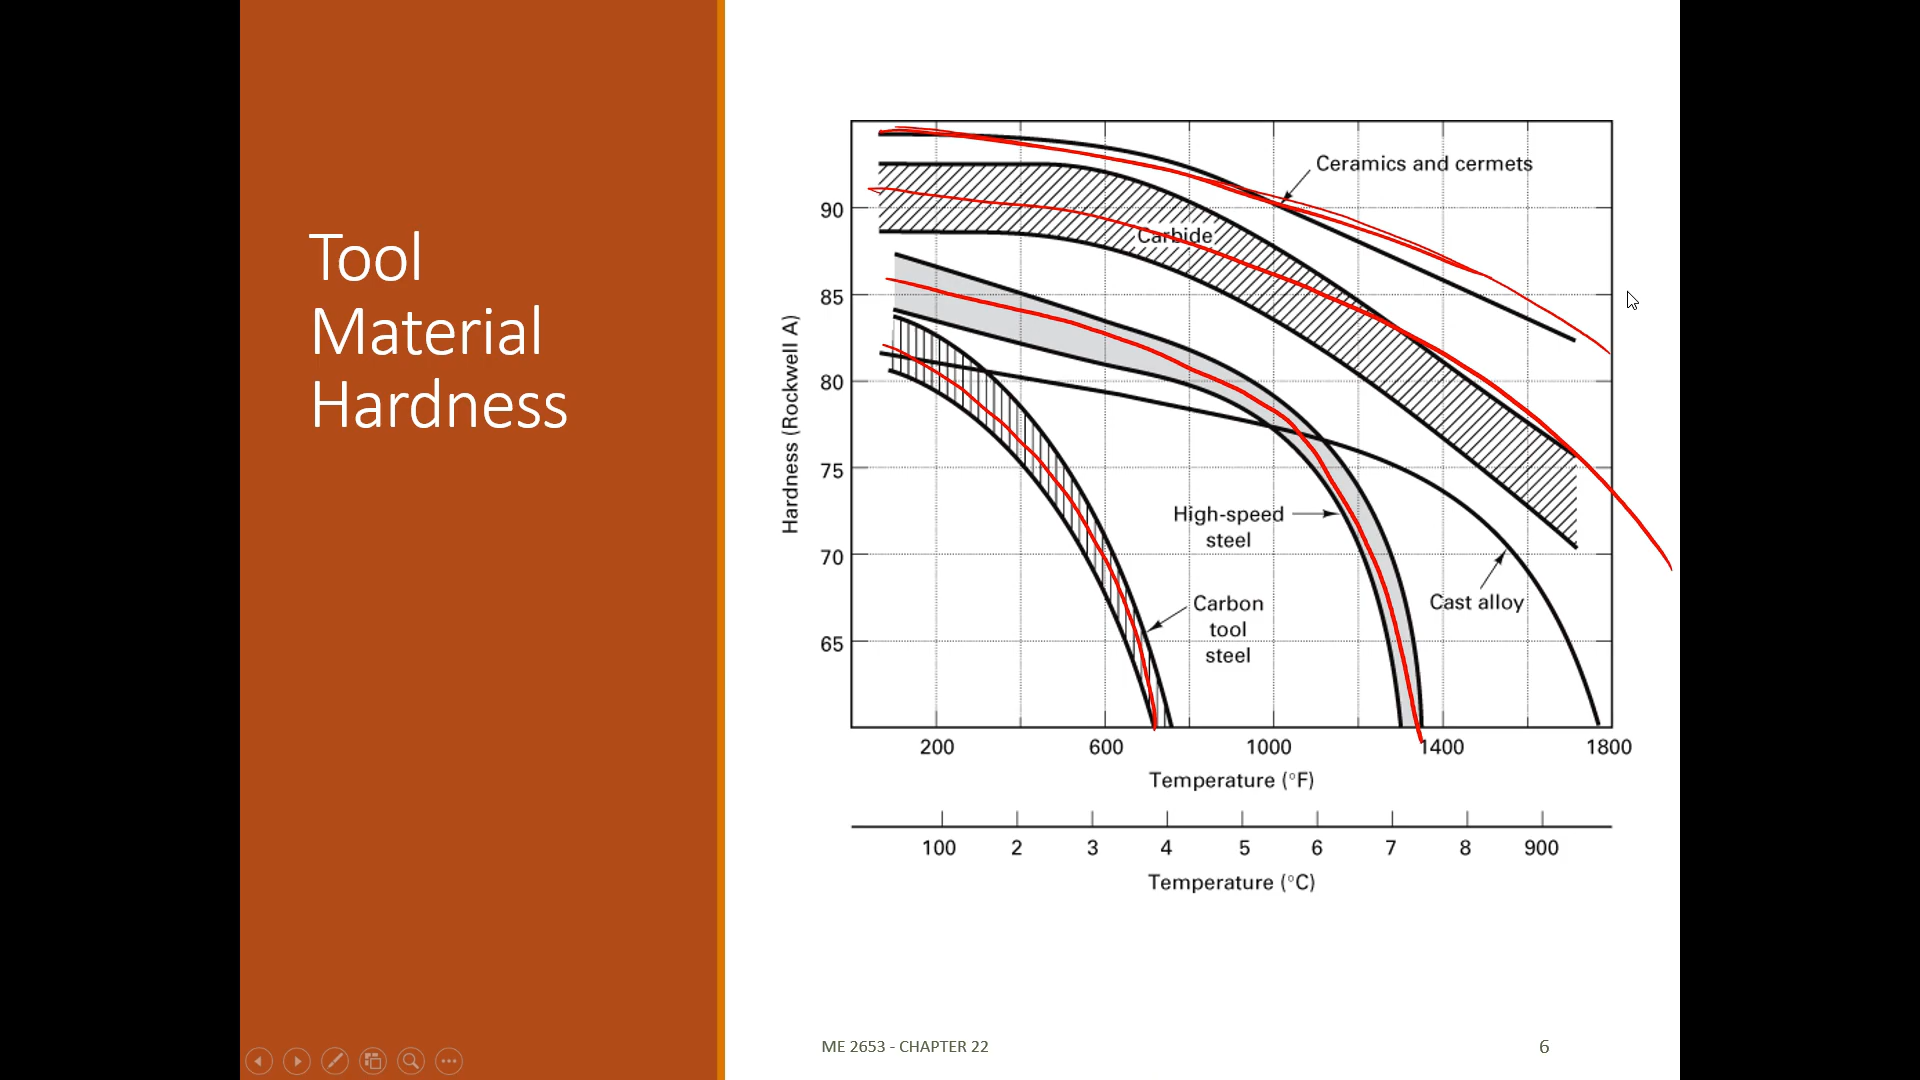 Tool
Material
Hardness
Hardness (Rockwell A)
90
85
80
75
70
65
Ceramics and cermets
Carbide
High-speed
steel
Carbon
tool
steel
Cast alloy
200 600 1000 1400 1800
Temperature (°F)
100 2 3 4 5 6 7 8 900
Temperature (°C)
ME 2653 - CHAPTER 22
6